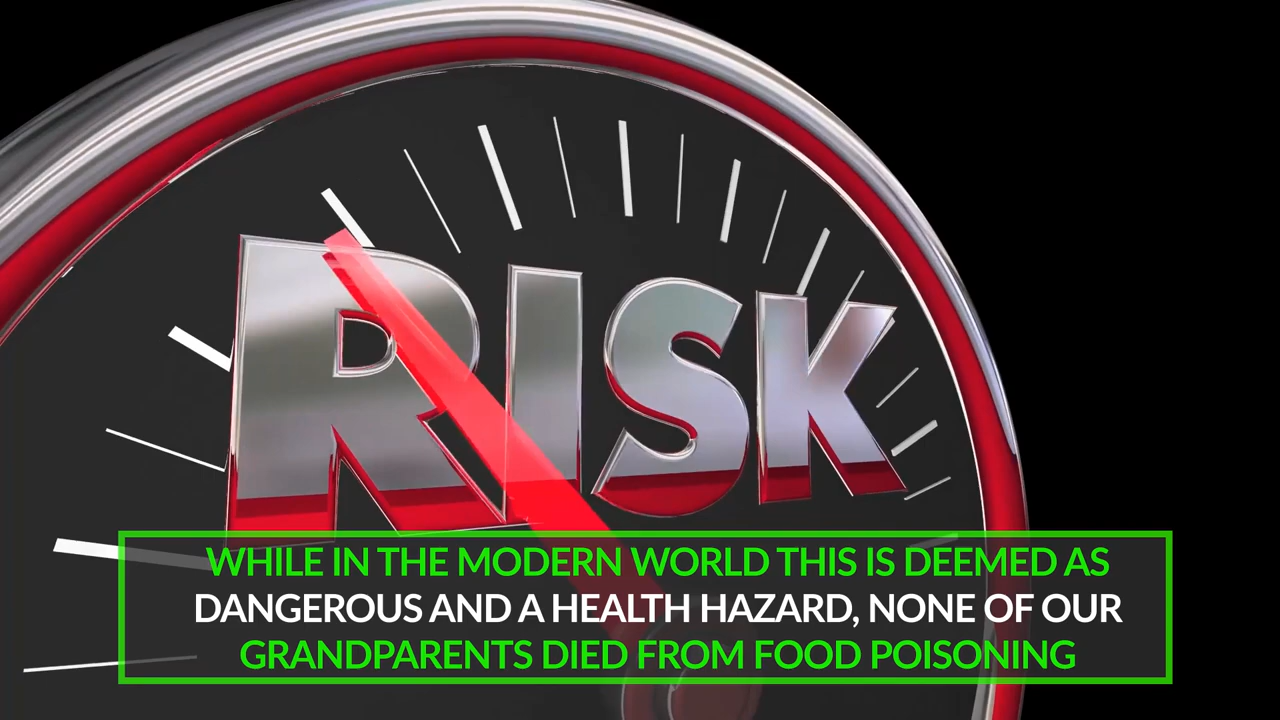 RISK
WHILE IN THE MODERN WORLD THIS IS DEEMED AS
DANGEROUS AND A HEALTH HAZARD, NONE OF OUR
GRANDPARENTS DIED FROM FOOD POISONING